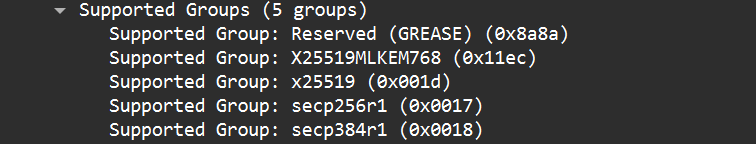 Supported Groups (5 groups)
Supported Group: Reserved (GREASE) (0x8a8a)
Supported Group: X25519MLKEM768 (0x11ec)
Supported Group: x25519 (0x001d)
Supported Group: secp256r1 (0x0017)
Supported Group: secp384r1 (0x0018)